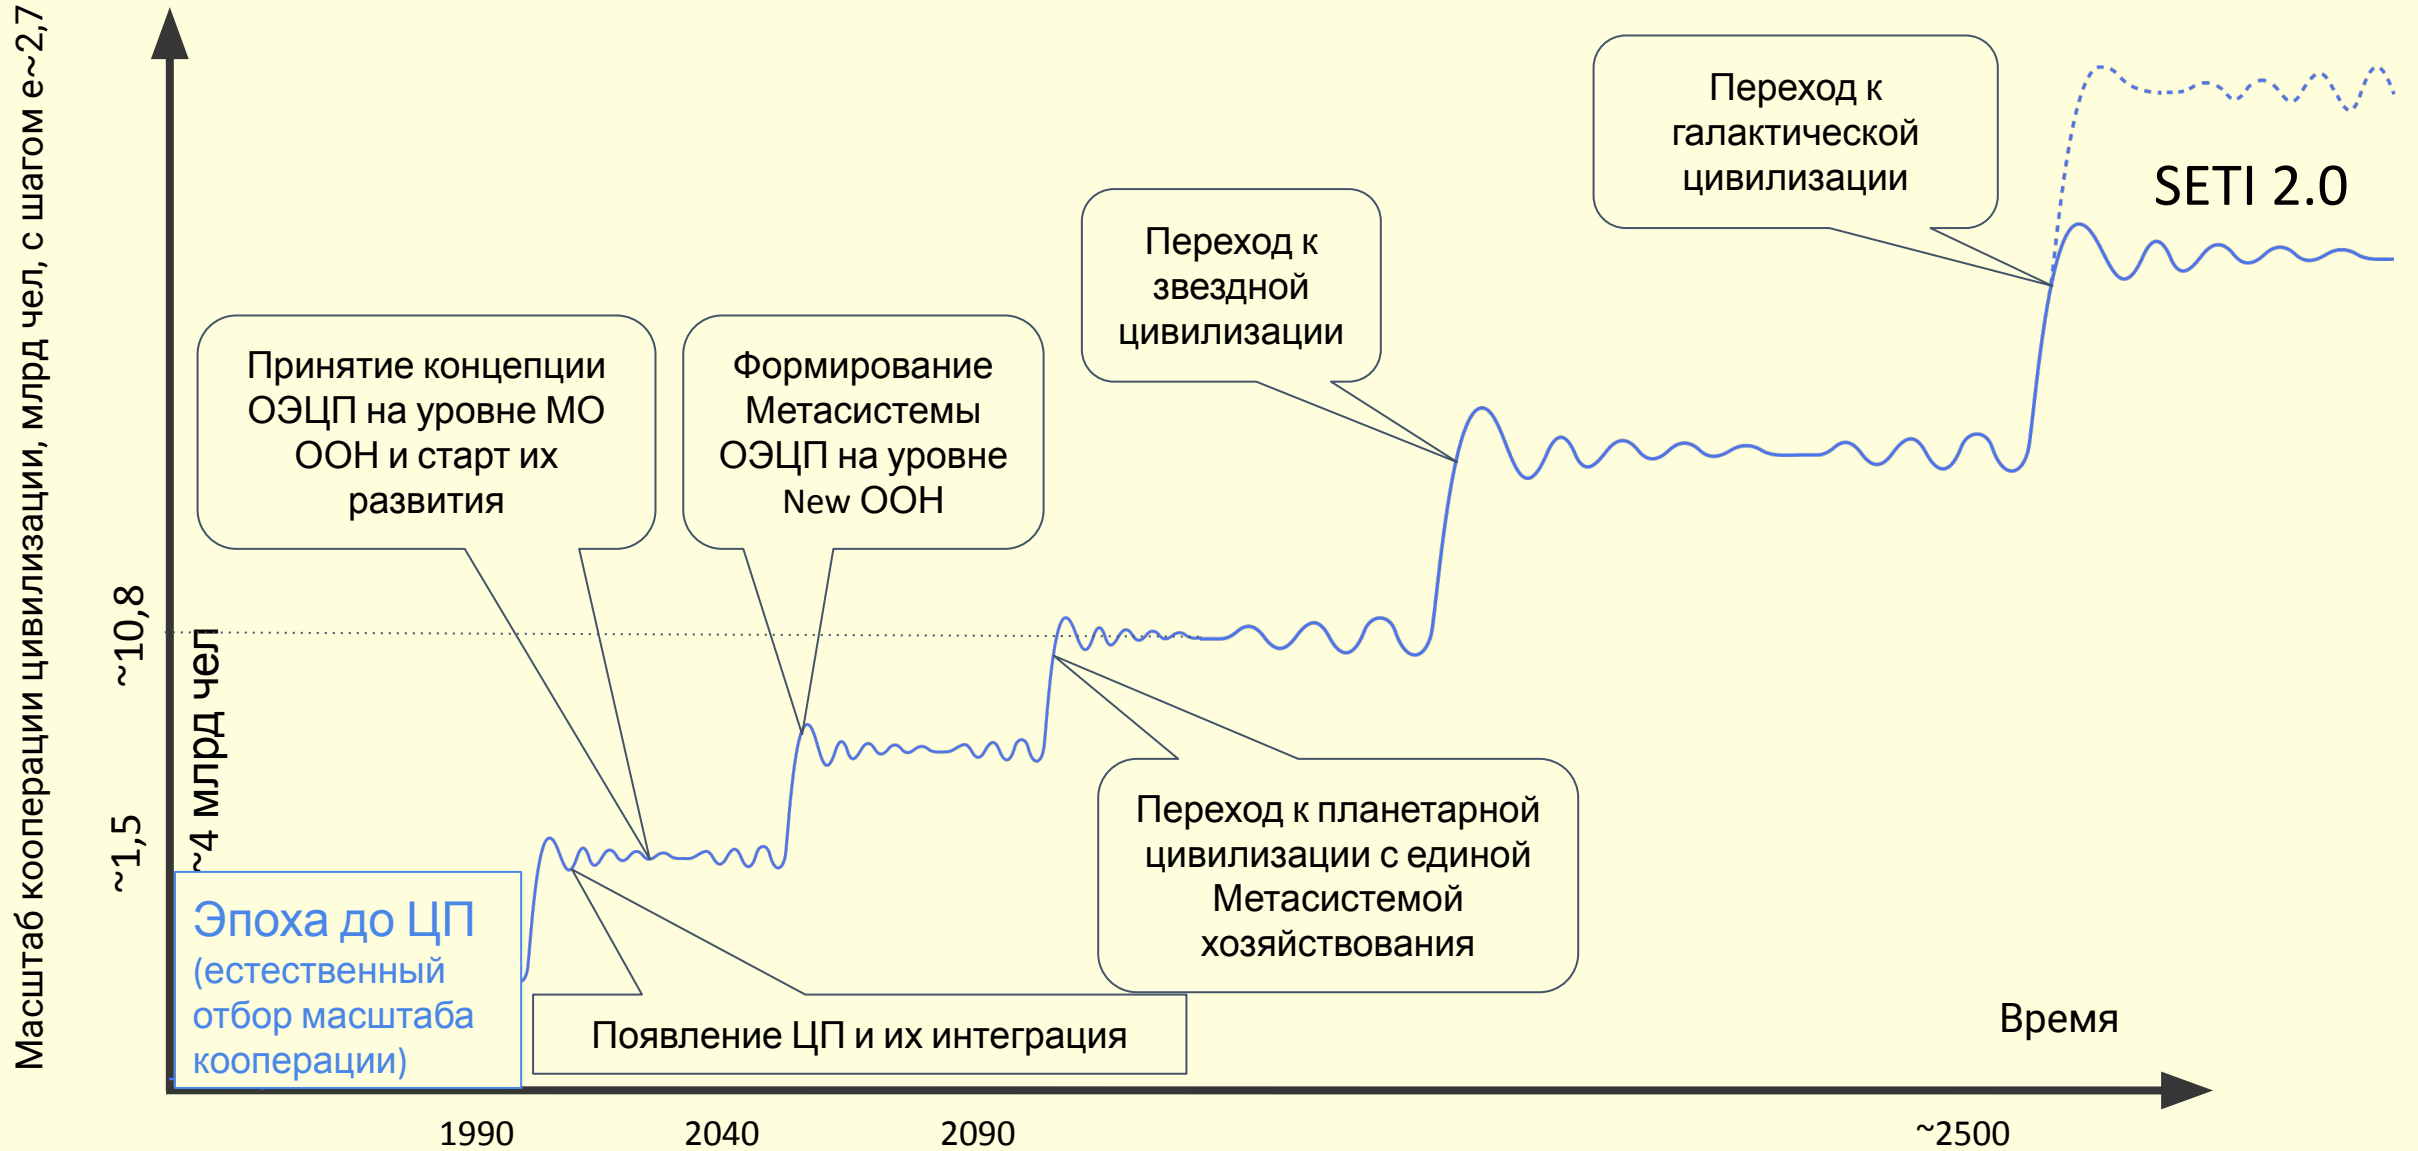 Масштаб кооперации цивилизации, млрд чел, с шагом e~2,7
Переход к
галактической
цивилизации
SETI 2.0
Переход к
звездной
цивилизации
Принятие концепции
ОЭЦП на уровне МО
ООН и старт их
развития
Формирование
Метасистемы
ОЭЦП на уровне
New ООН
~10,8
~4 млрд чел
~1,5
Переход к планетарной
цивилизации с единой
Метасистемой
хозяйствования
Эпоха до ЦП
(естественный
отбор масштаба
кооперации)
Появление ЦП и их интеграция
Время
1990
2040
2090
~2500